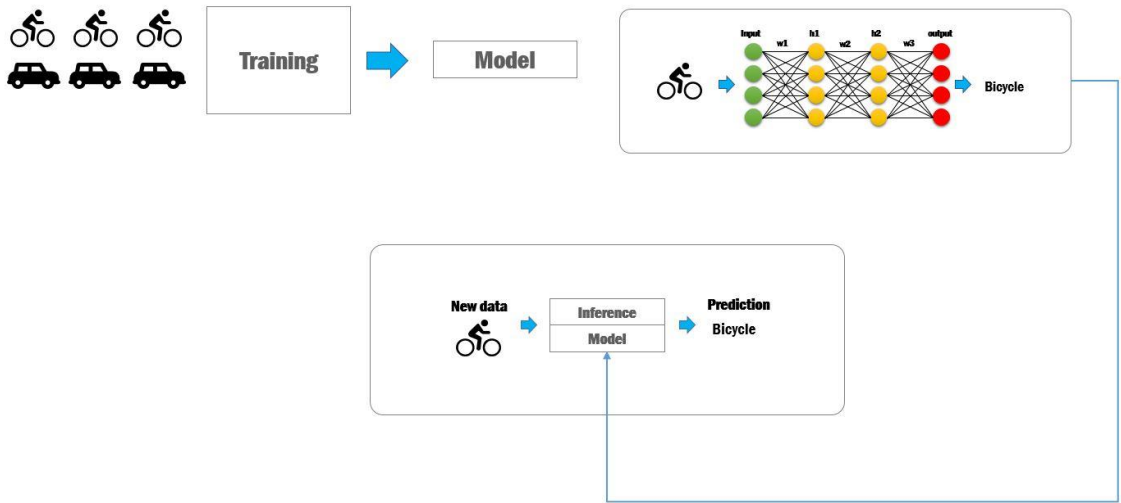 Training
Model
Input
w1
h1
w2
h2
w3
output
Bicycle
New data
Inference
Model
Prediction
Bicycle